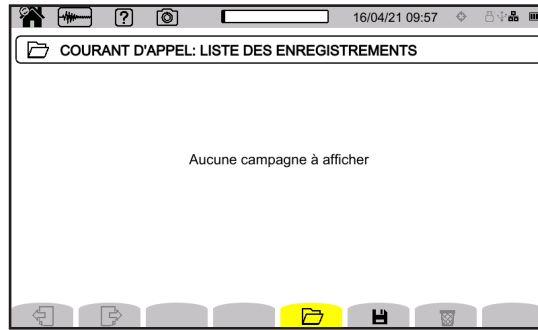 ? 16/04/21 09:57
COURANT D'APPEL: LISTE DES ENREGISTREMENTS
Aucune campagne à afficher